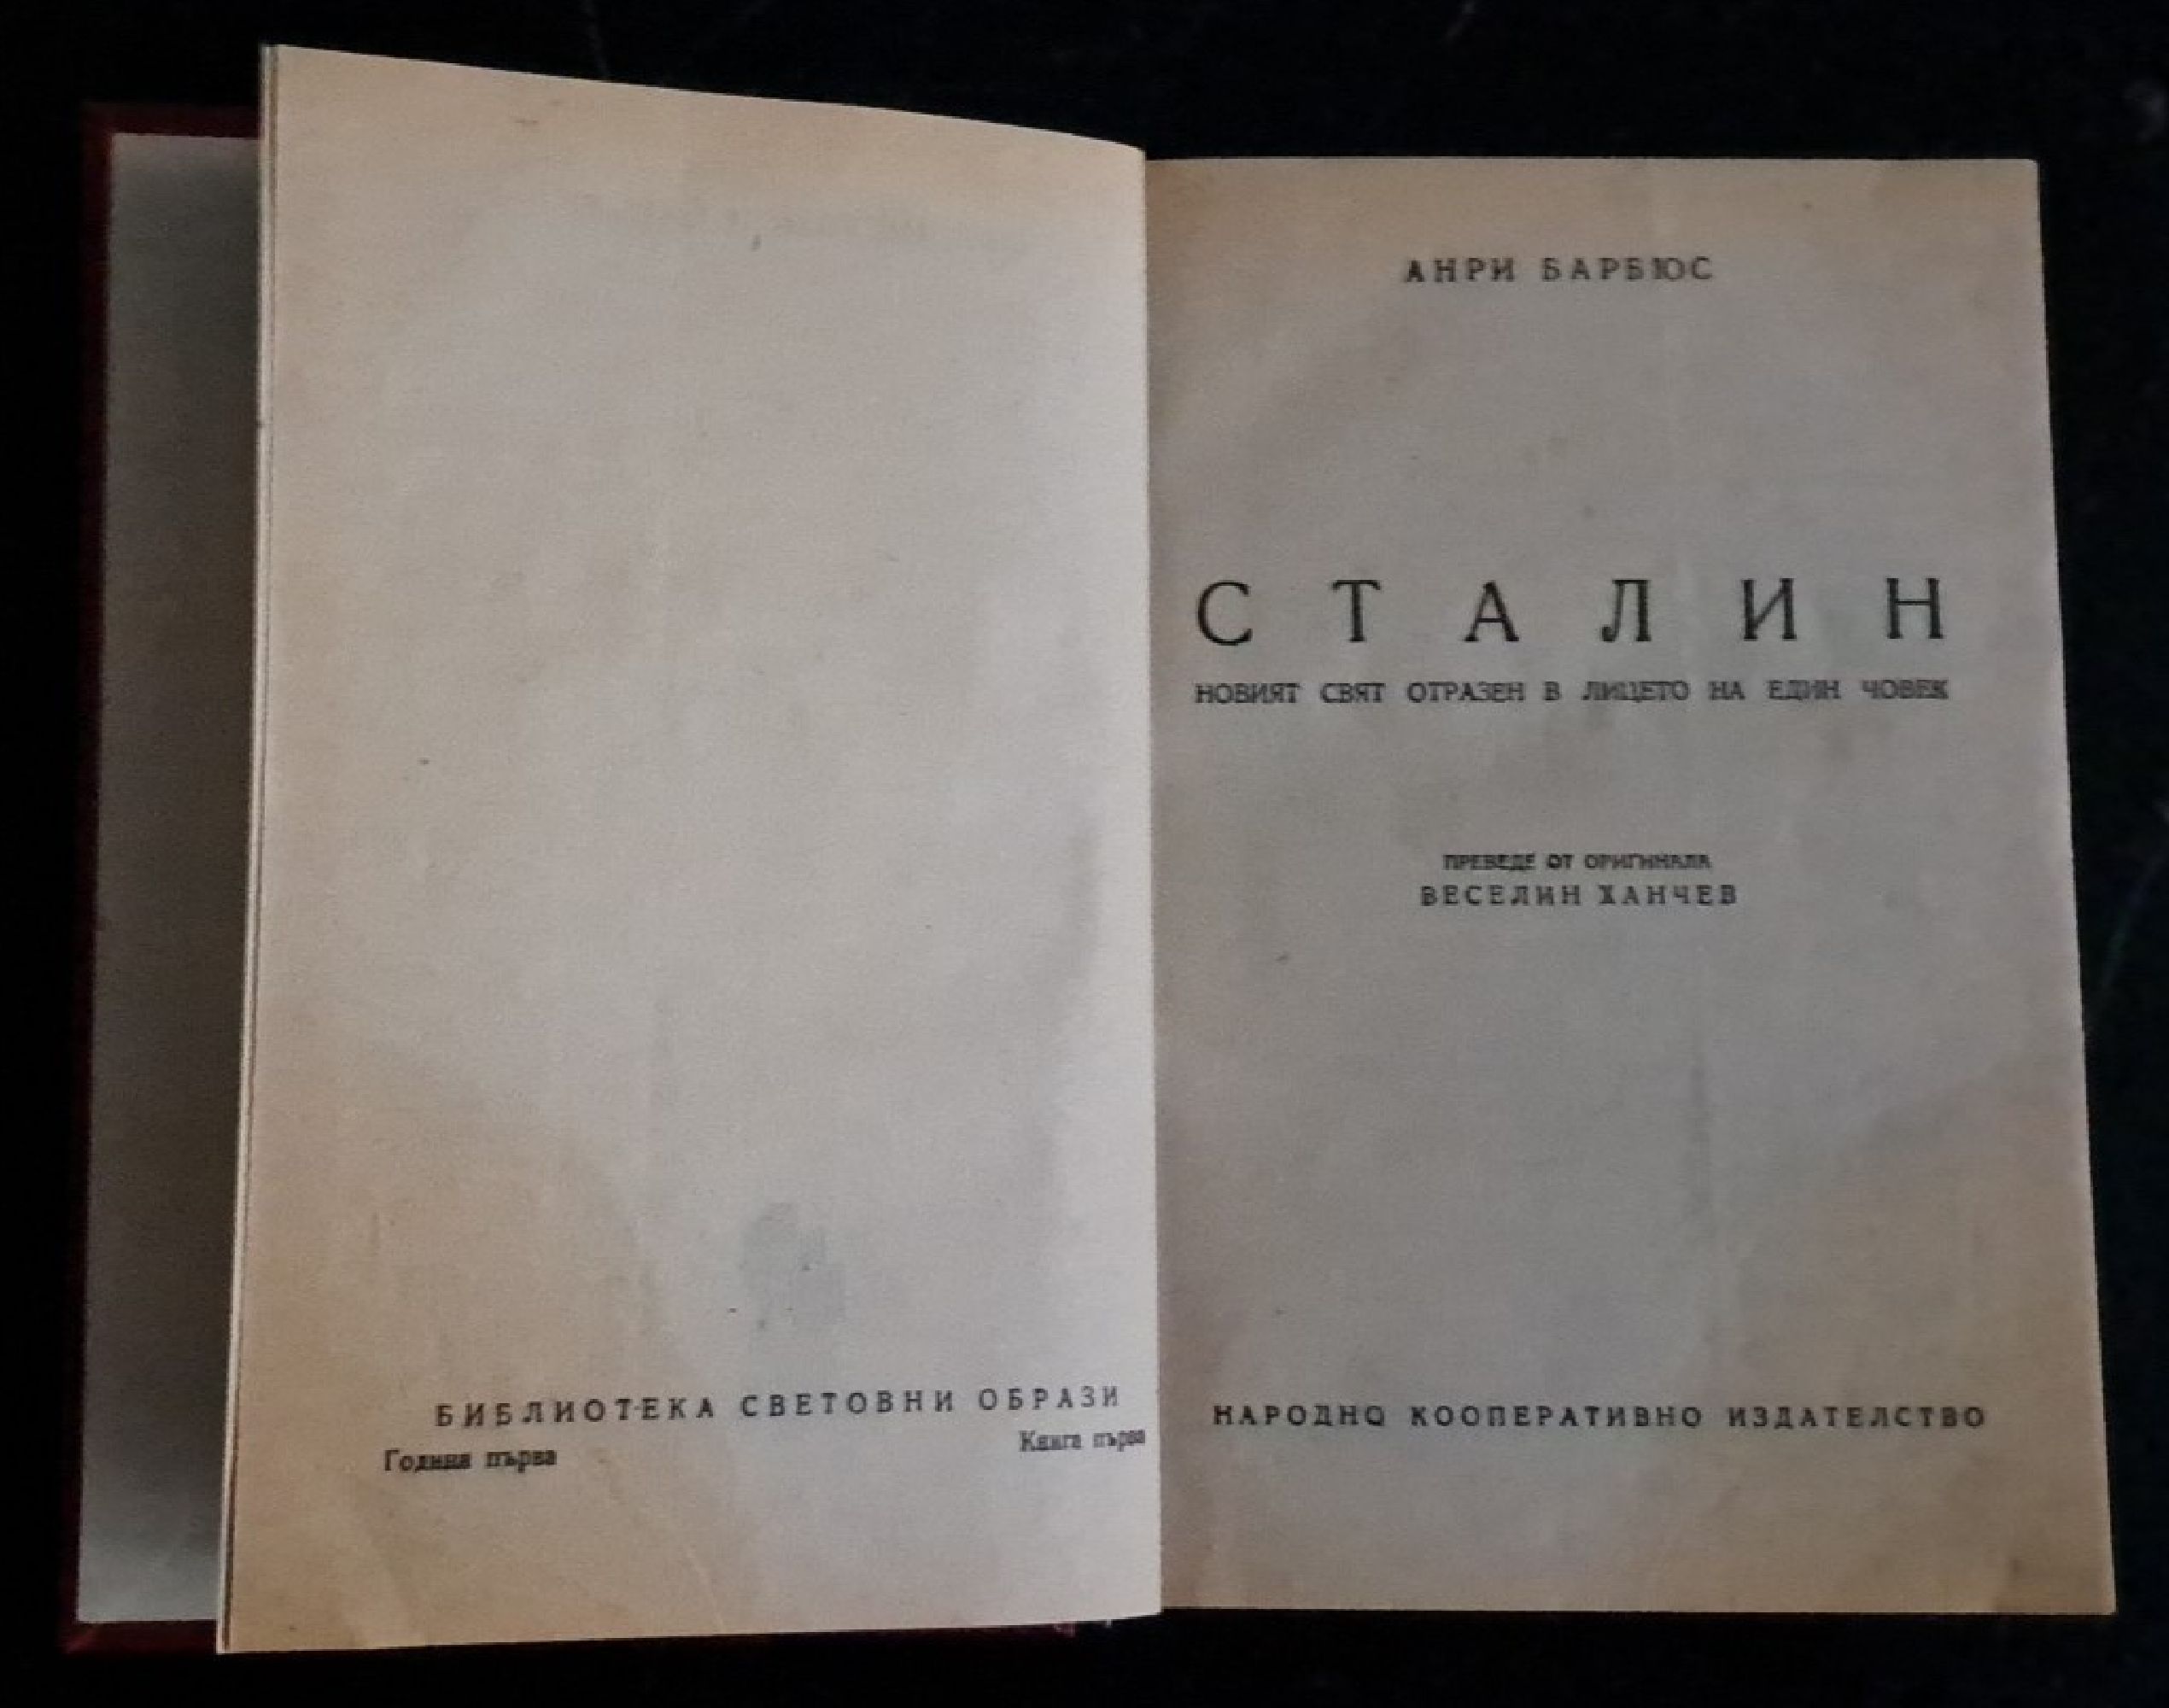 БИБЛИОТЕКА СВЕТОВНИ ОБРАЗИ
Година първа
Книга първа
АНРИ БАРБЮС
СТАЛИН
НОВИЯТ СВЯТ ОТРАЗЕН В ЛИЦЕТО НА ЕДИН ЧОВЕК
ПРЕВЕДЕ ОТ ОРИГИНАЛА
ВЕСЕЛИН ХАНЧЕВ
НАРОДНО КООПЕРАТИВНО ИЗДАТЕЛСТВО